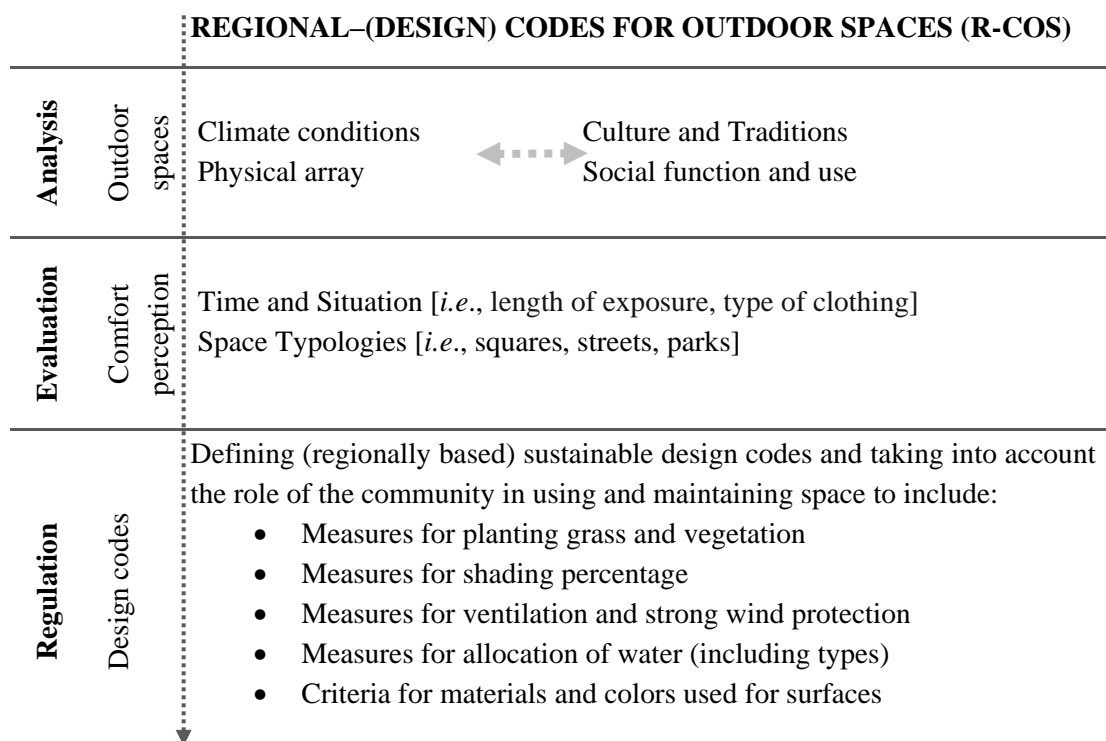 REGIONAL–(DESIGN) CODES FOR OUTDOOR SPACES (R-COS)
Analysis
Outdoor
spaces
Climate conditions
Physical array
Culture and Traditions
Social function and use
Evaluation
Comfort
perception
Time and Situation [i.e., length of exposure, type of clothing]
Space Typologies [i.e., squares, streets, parks]
Regulation
Design codes
Defining (regionally based) sustainable design codes and taking into account
the role of the community in using and maintaining space to include:
• Measures for planting grass and vegetation
• Measures for shading percentage
• Measures for ventilation and strong wind protection
• Measures for allocation of water (including types)
• Criteria for materials and colors used for surfaces